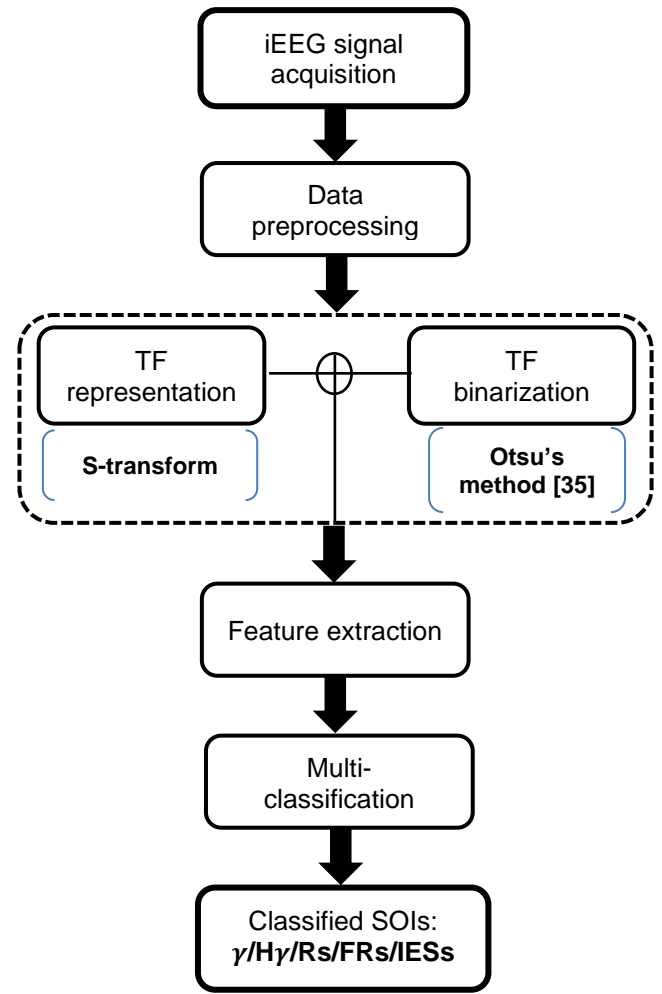 iEEG signal
acquisition
Data
preprocessing
TF
representation
TF
binarization
S-transform
Otsu's
method [35]
Feature extraction
Multi-
classification
Classified SOIs:
γ/Hγ/Rs/FRs/IESs